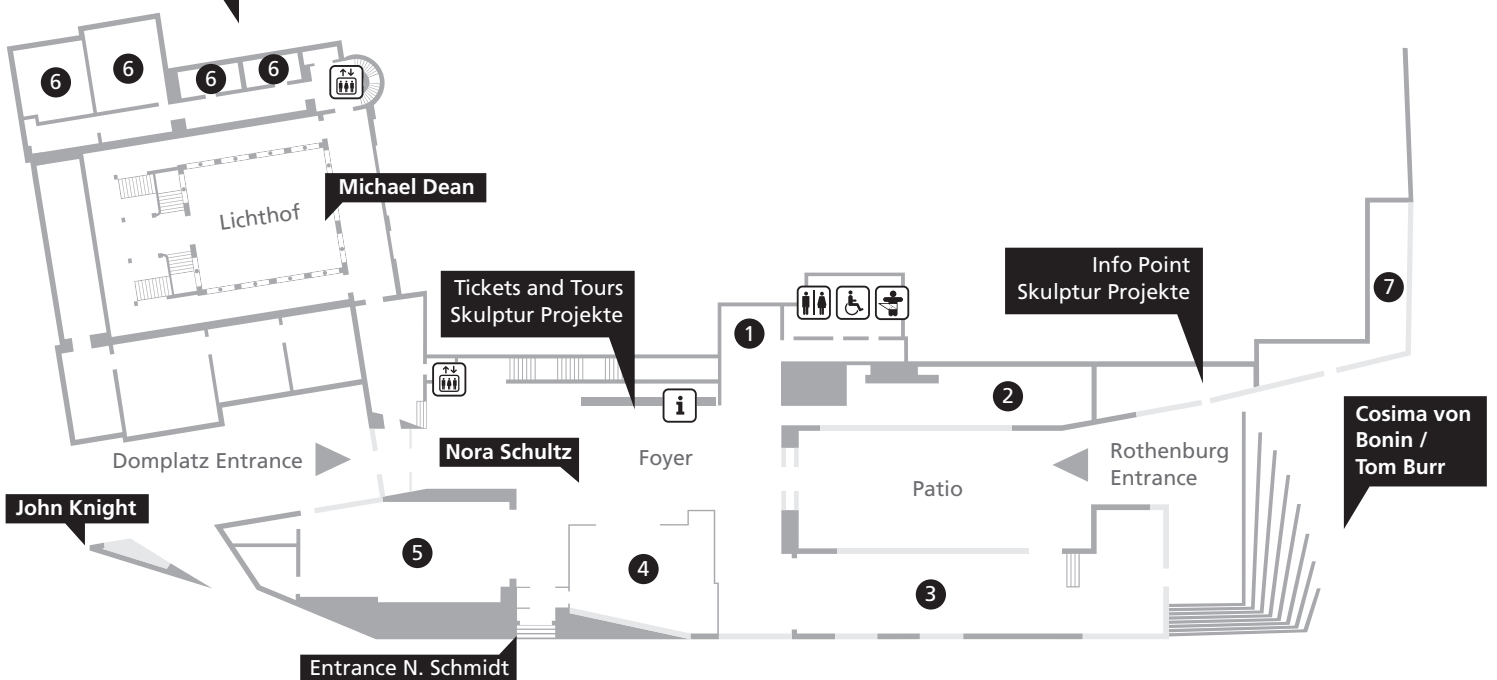 6
6
6
6
Michael Dean
Lichthof
Tickets and Tours
Skulptur Projekte
Info Point
Skulptur Projekte
7
1
i
2
Cosima von
Bonin /
Tom Burr
Nora Schultz
Foyer
Domplatz Entrance
Rothenburg
Entrance
Patio
John Knight
5
4
3
Entrance N. Schmidt